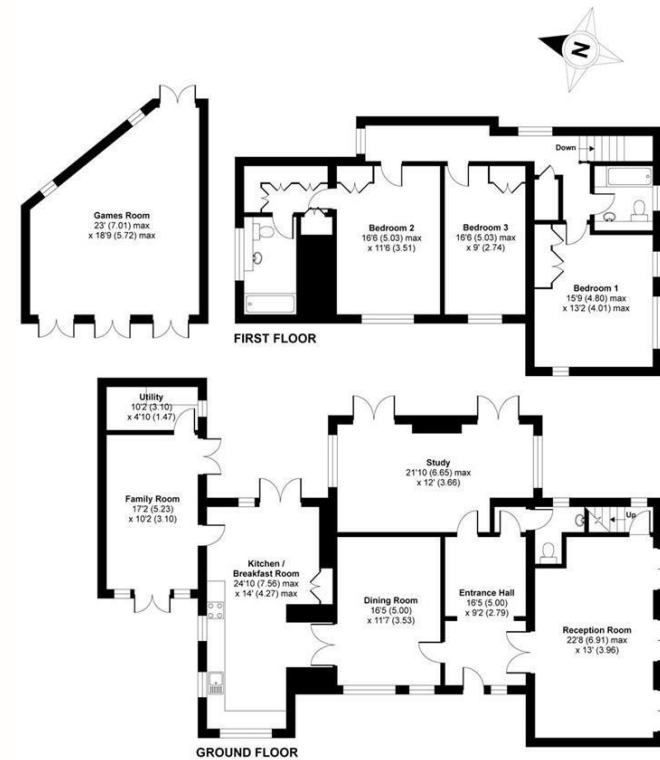 N
Games Room
23' (7.01) max
x 18'9 (5.72) max
Down
Bedroom 2
16'6 (5.03) max
x 11'6 (3.51)
Bedroom 3
16'6 (5.03) max
x 9' (2.74)
Bedroom 1
15'9 (4.80) max
x 13'2 (4.01) max
FIRST FLOOR
Utility
10'2 (3.10)
x 4'10 (1.47)
Study
21'10 (6.65) max
x 12' (3.66)
Family Room
17'2 (5.23)
x 10'2 (3.10)
Up
Kitchen /
Breakfast Room
24'10 (7.56) max
x 14' (4.27) max
Dining Room
16'5 (5.00)
x 11'7 (3.53)
Entrance Hall
16'5 (5.00)
x 9'2 (2.79)
Reception Room
22'8 (6.91) max
x 13' (3.96)
GROUND FLOOR